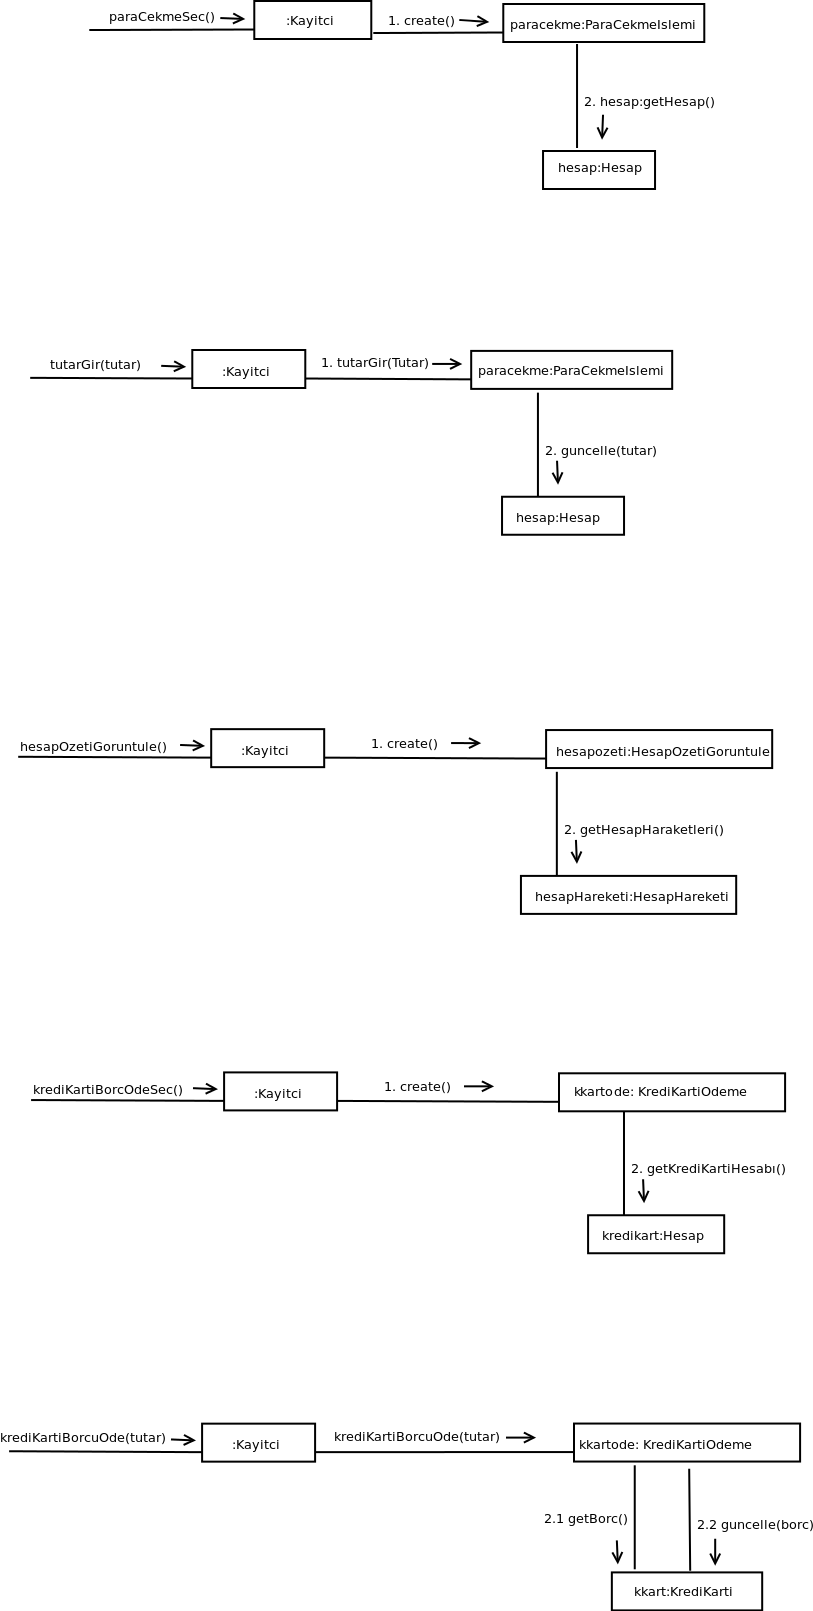 paraCekmeSec()
:Kayitci
1. create()
paracekme:ParaCekmeIslemi
2. hesap:getHesap()
hesap:Hesap
tutarGir(tutar)
:Kayitci
1. tutarGir(Tutar)
paracekme:ParaCekmeIslemi
2. guncelle(tutar)
hesap:Hesap
hesapOzetiGoruntule()
:Kayitci
1. create()
hesapozeti:HesapOzetiGoruntule
2. getHesapHaraketleri()
hesapHareketi:HesapHareketi
krediKartiBorcOdeSec()
:Kayitci
1. create()
kkartode: KrediKartiOdeme
2. getKrediKartiHesabı()
kredikart:Hesap
krediKartiBorcuOde(tutar)
:Kayitci
krediKartiBorcuOde(tutar)
kkartode: KrediKartiOdeme
2.1 getBorc()
2.2 guncelle(borc)
kkart:KrediKarti